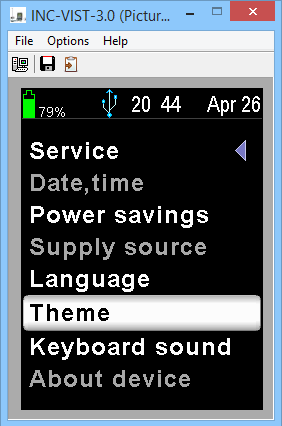 INC-VIST-3.0 (Pictur...
File Options Help
79% 20 44 Apr 26
Service
Date,time
Power savings
Supply source
Language
Theme
Keyboard sound
About device